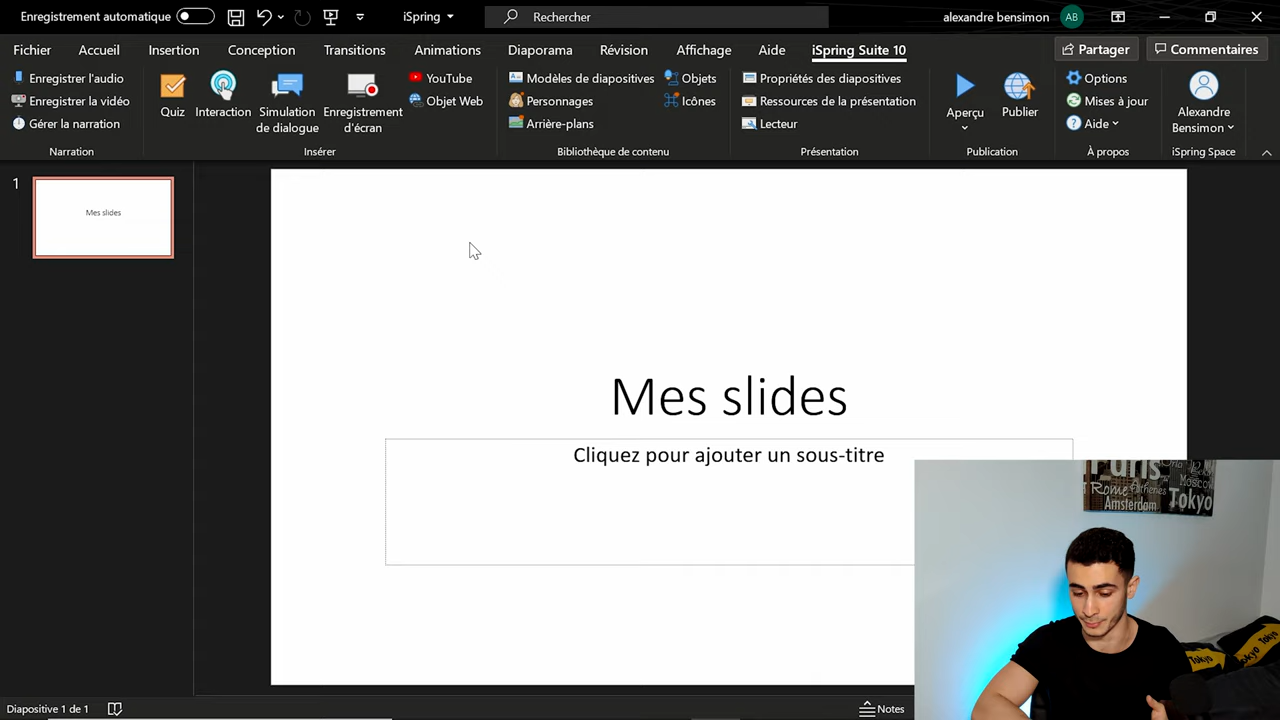 Enregistrement automatique
iSpring
Rechercher
alexandre bensimon AB
Fichier Accueil Insertion Conception Transitions Animations Diaporama Révision Affichage Aide iSpring Suite 10 Partager Commentaires
Enregistrer l'audio
Enregistrer la vidéo
Gérer la narration
Narration
Quiz
Interaction
Simulation
de dialogue
Enregistrement
d'écran
YouTube
Objet Web
Insérer
Modèles de diapositives
Personnages
Arrière-plans
Objets
Icônes
Bibliothèque de contenu
Propriétés des diapositives
Ressources de la présentation
Lecteur
Présentation
Aperçu
Publier
Publication
Options
Mises à jour
Aide
À propos
Alexandre
Bensimon
iSpring Space
1
Mes slides
Mes slides
Cliquez pour ajouter un sous-titre
Paris
Moscow
Rome Athènes
Tokyo
Amsterdam
Tokyo
Tokyo
Diapositive 1 de 1
Notes